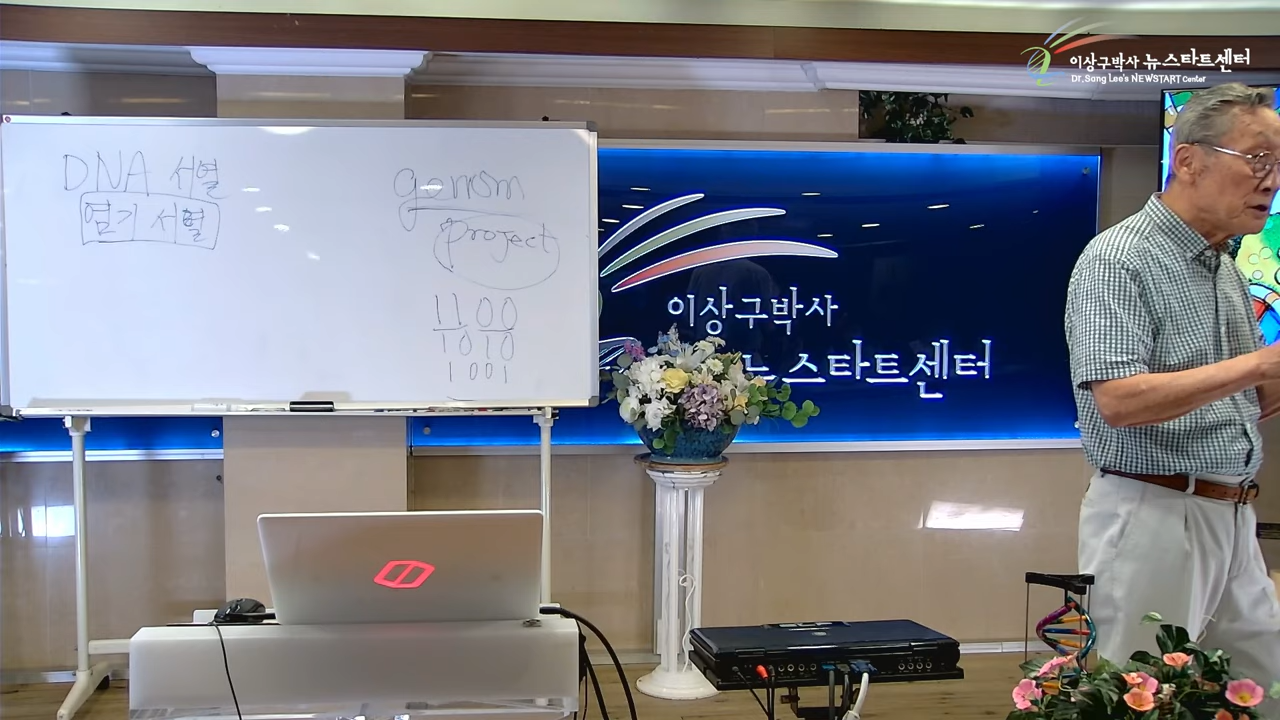 이상구박사 뉴스타트센터
Dr. Sang Lee's NEWSTART Center
DNA 서열
염기 서열
genom
project
1100
1010
1001
이상구박사
뉴스타트센터